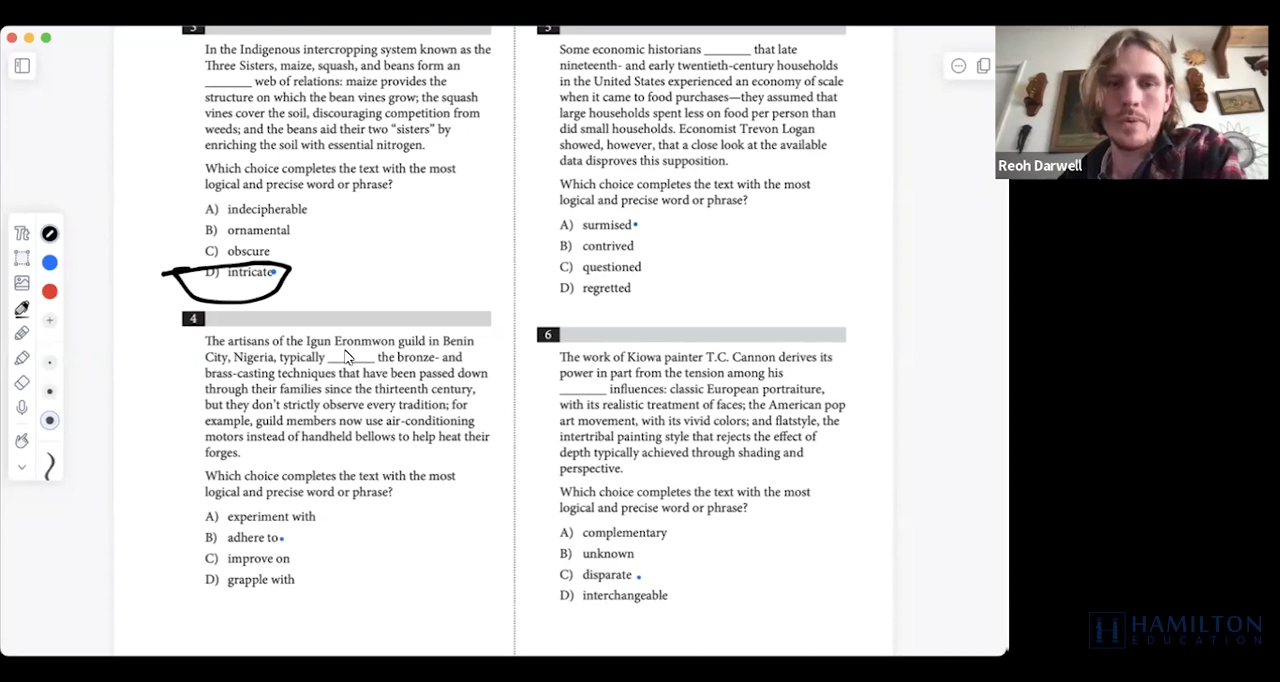 3
In the Indigenous intercropping system known as the
Three Sisters, maize, squash, and beans form an
_______ web of relations: maize provides the
structure on which the bean vines grow; the squash
vines cover the soil, discouraging competition from
weeds; and the beans aid their two “sisters” by
enriching the soil with essential nitrogen.
Which choice completes the text with the most
logical and precise word or phrase?
A) indecipherable
B) ornamental
C) obscure
D) intricate
4
The artisans of the Igun Eronmwon guild in Benin
City, Nigeria, typically _______ the bronze- and
brass-casting techniques that have been passed down
through their families since the thirteenth century,
but they don’t strictly observe every tradition; for
example, guild members now use air-conditioning
motors instead of handheld bellows to help heat their
forges.
Which choice completes the text with the most
logical and precise word or phrase?
A) experiment with
B) adhere to
C) improve on
D) grapple with
5
Some economic historians _______ that late
nineteenth- and early twentieth-century households
in the United States experienced an economy of scale
when it came to food purchases—they assumed that
large households spent less on food per person than
did small households. Economist Trevon Logan
showed, however, that a close look at the available
data disproves this supposition.
Which choice completes the text with the most
logical and precise word or phrase?
A) surmised
B) contrived
C) questioned
D) regretted
6
The work of Kiowa painter T.C. Cannon derives its
power in part from the tension among his
_______ influences: classic European portraiture,
with its realistic treatment of faces; the American pop
art movement, with its vivid colors; and flatstyle, the
intertribal painting style that rejects the effect of
depth typically achieved through shading and
perspective.
Which choice completes the text with the most
logical and precise word or phrase?
A) complementary
B) unknown
C) disparate
D) interchangeable
Tt
Reoh Darwell
H HAMILTON
EDUCATION